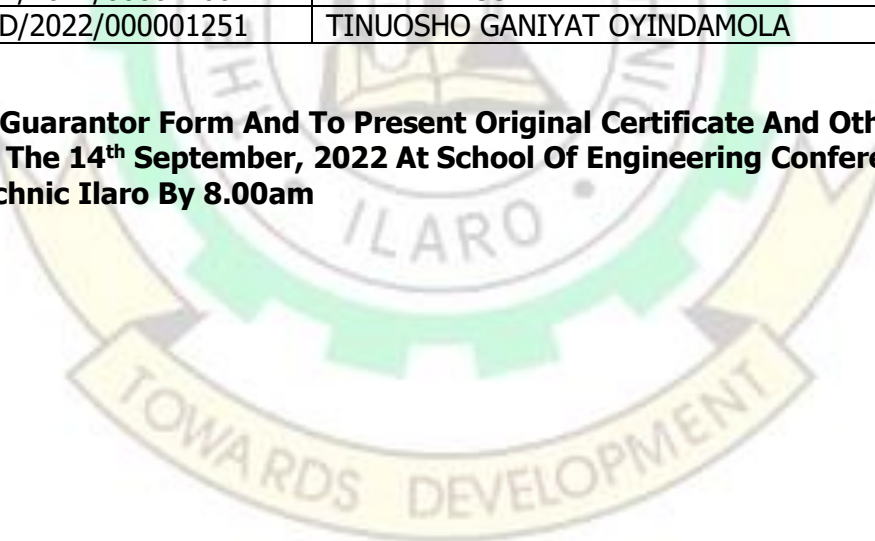 D/2022/000001251 TINUOSHO GANIYAT OYINDAMOLA
Guarantor Form And To Present Original Certificate And Oth
The 14th September, 2022 At School Of Engineering Confere
chnic Ilaro By 8.00am
ILARO
TOWARDS DEVELOPMENT